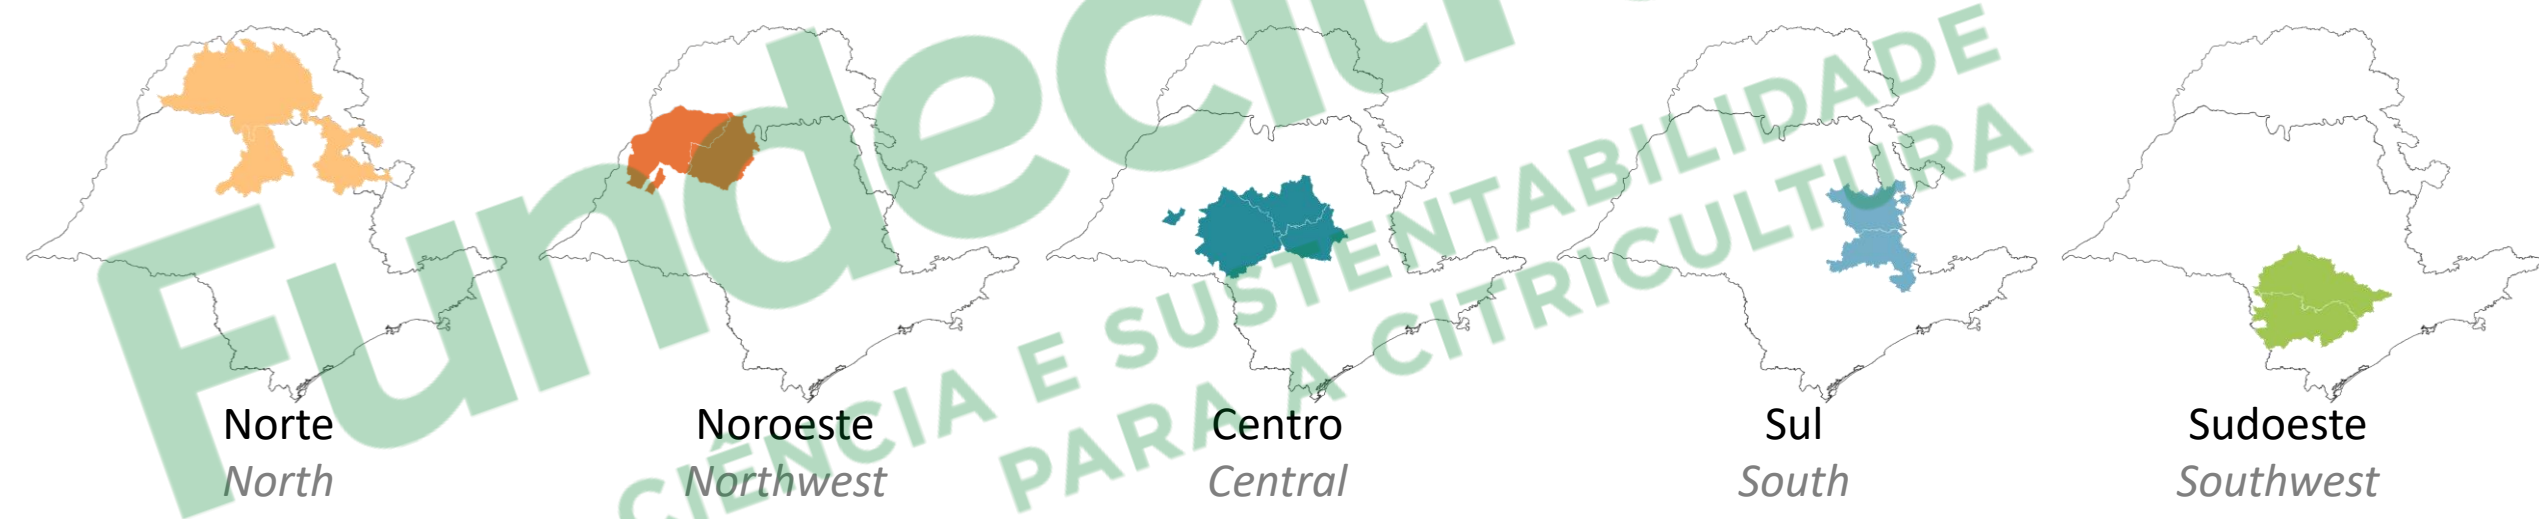 Fundecitrus
CIÊNCIA E SUSTENTABILIDADE
PARA A CITRICULTURA
Norte
North
Noroeste
Northwest
Centro
Central
Sul
South
Sudoeste
Southwest